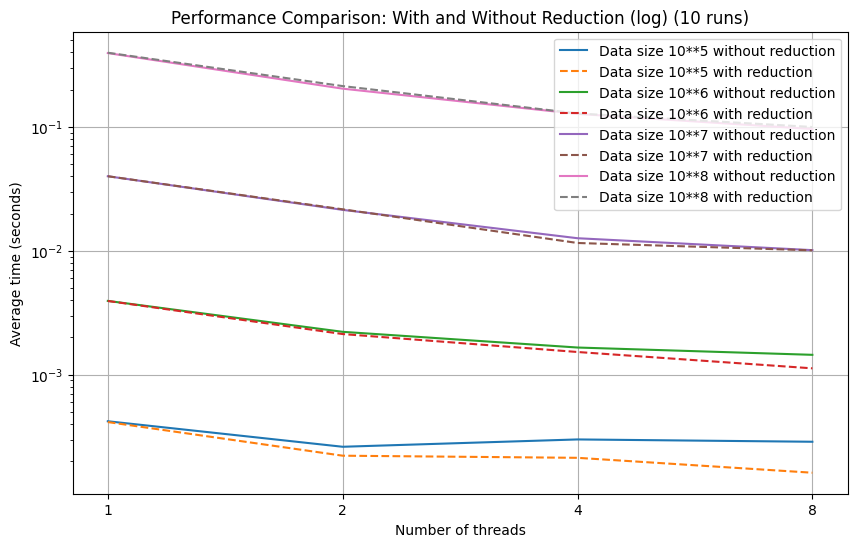 Performance Comparison: With and Without Reduction (log) (10 runs)
Data size 10**5 without reduction
Data size 10**5 with reduction
Data size 10**6 without reduction
Data size 10**6 with reduction
Data size 10**7 without reduction
Data size 10**7 with reduction
Data size 10**8 without reduction
Data size 10**8 with reduction
Average time (seconds)
10⁻¹
10⁻²
10⁻³
1 2 4 8
Number of threads